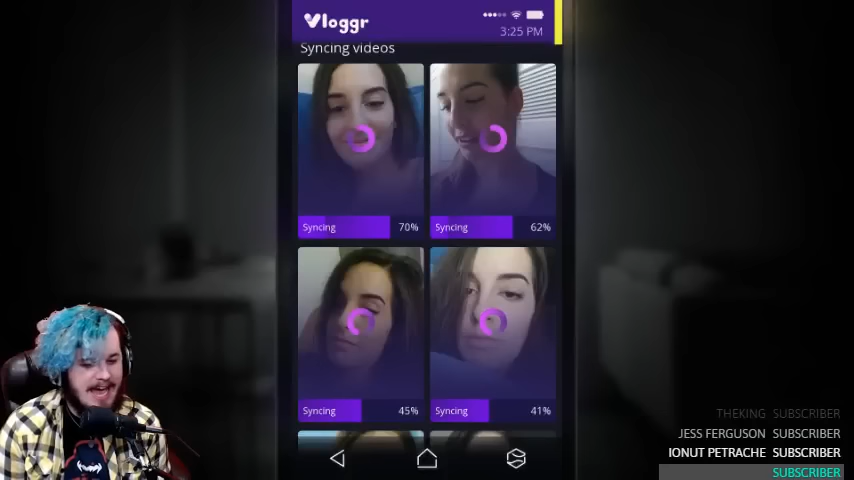 Vloggr
3:25 PM
Syncing videos
Syncing 70%
Syncing 62%
Syncing 45%
Syncing 41%
THEKING SUBSCRIBER
JESS FERGUSON SUBSCRIBER
IONUT PETRACHE SUBSCRIBER
SUBSCRIBER